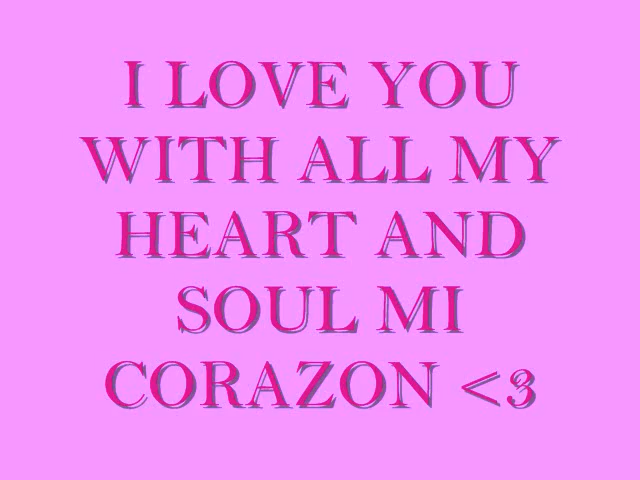 I LOVE YOU
WITH ALL MY
HEART AND
SOUL MI
CORAZON <3